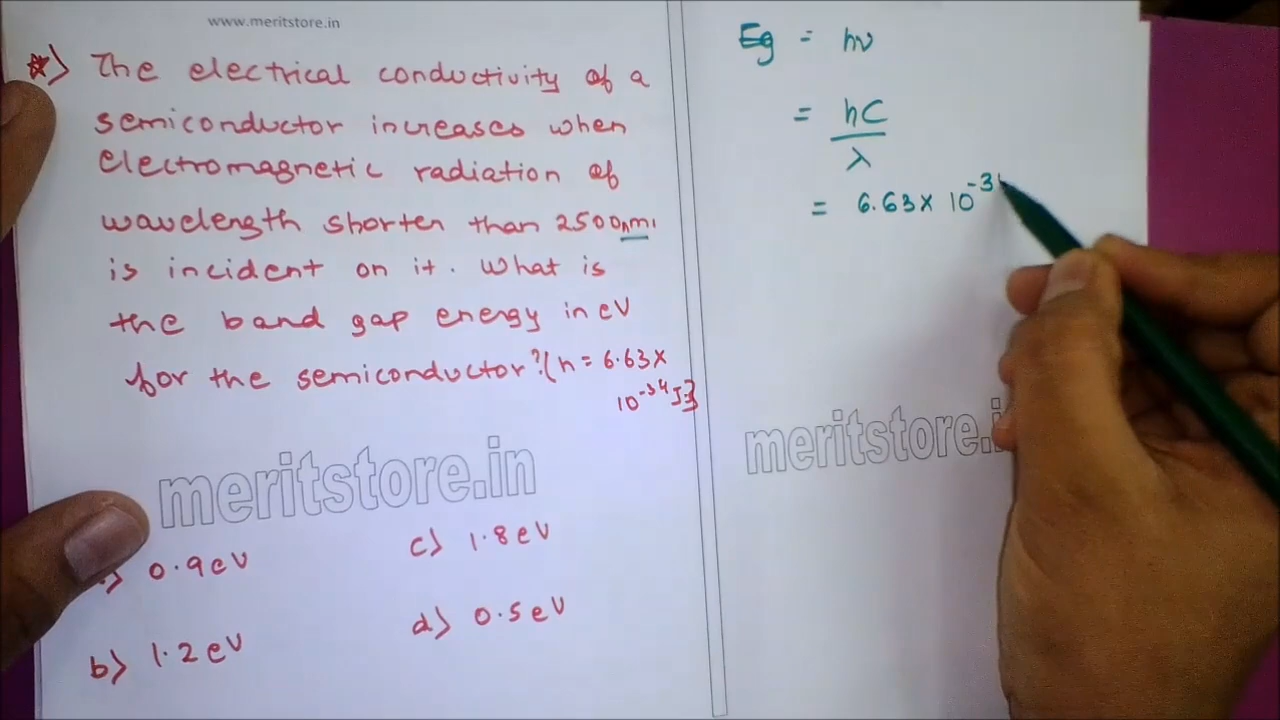 www.meritstore.in
*) The electrical conductivity of a
semiconductor increases when
electromagnetic radiation of
wavelength shorter than 2500nm.
is incident on it. What is
the band gap energy in eV
for the semiconductor? (h = 6.63×
10⁻³⁴ J
meritstore.in
0.9eV
c) 1.8eV
b) 1.2eV
d) 0.5eV
Eg = hν
= hC
λ
= 6.63× 10⁻³
meritstore.i